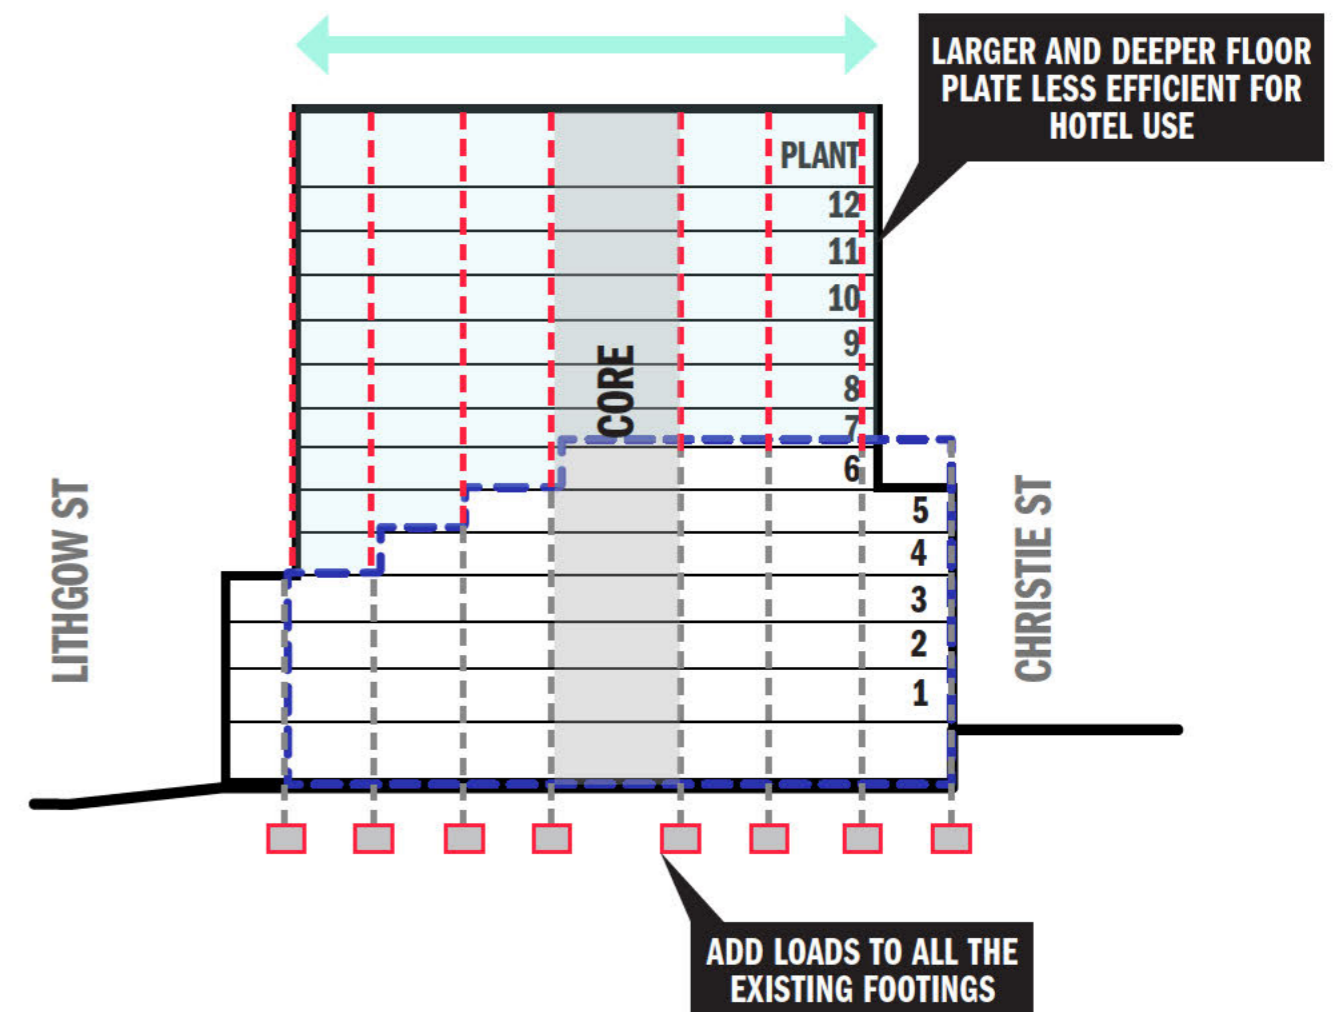 LARGER AND DEEPER FLOOR
PLATE LESS EFFICIENT FOR
HOTEL USE
PLANT
12
11
10
9
8
7
6
5
4
3
2
1
CORE
LITHGOW ST
CHRISTIE ST
ADD LOADS TO ALL THE
EXISTING FOOTINGS